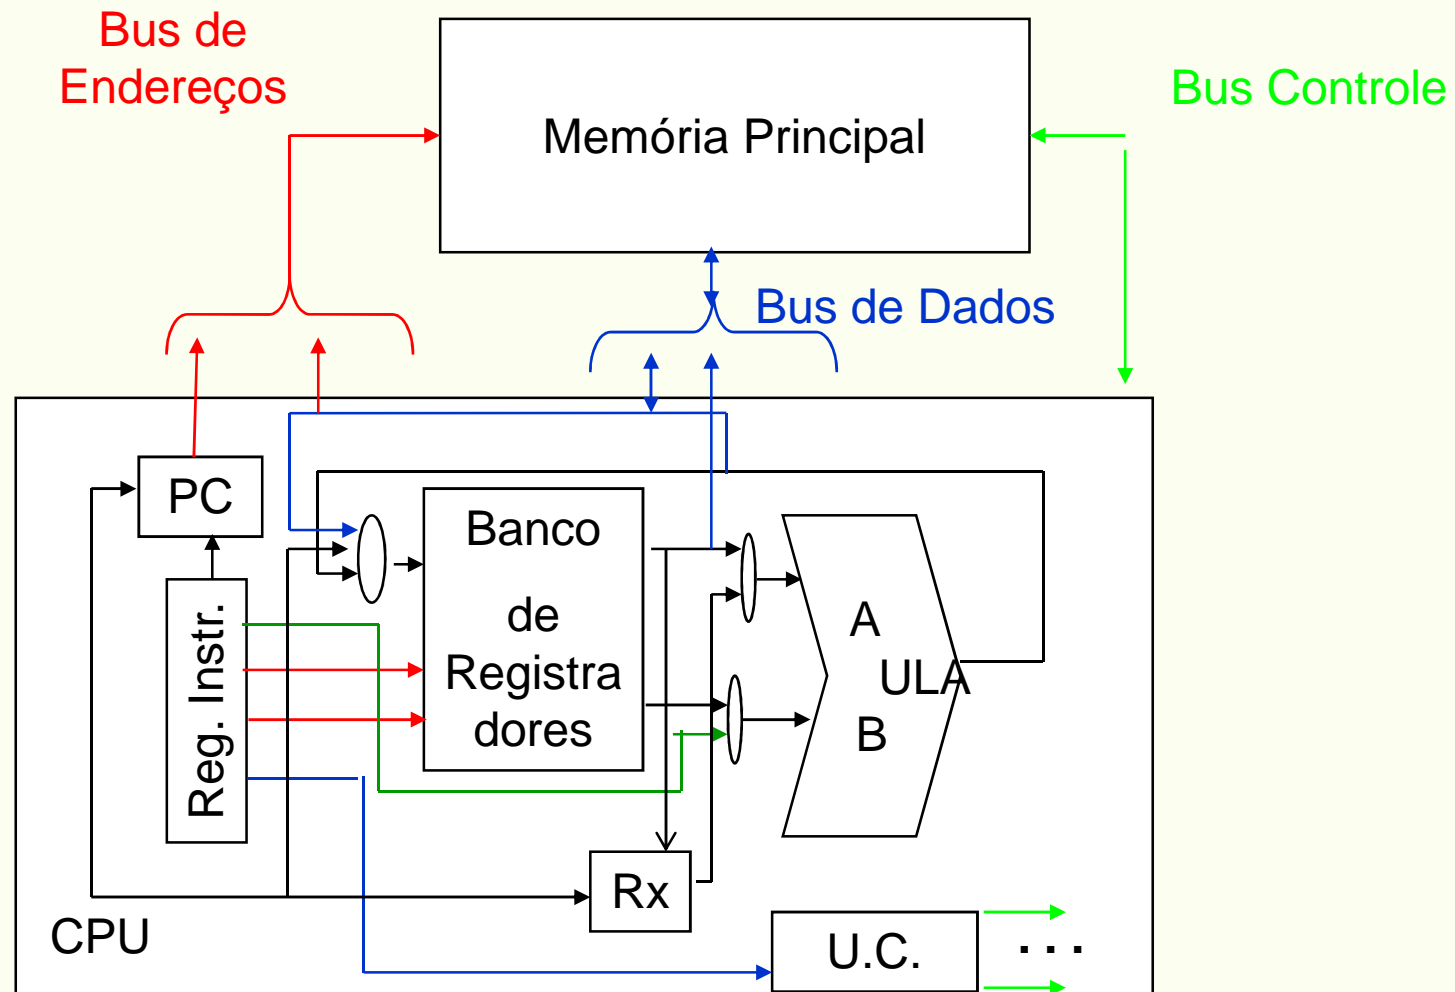 Bus de
Endereços
Memória Principal
Bus Controle
Bus de Dados
PC
Banco
de
Registra
dores
Reg. Instr.
A
ULA
B
Rx
CPU
U.C.
. . .